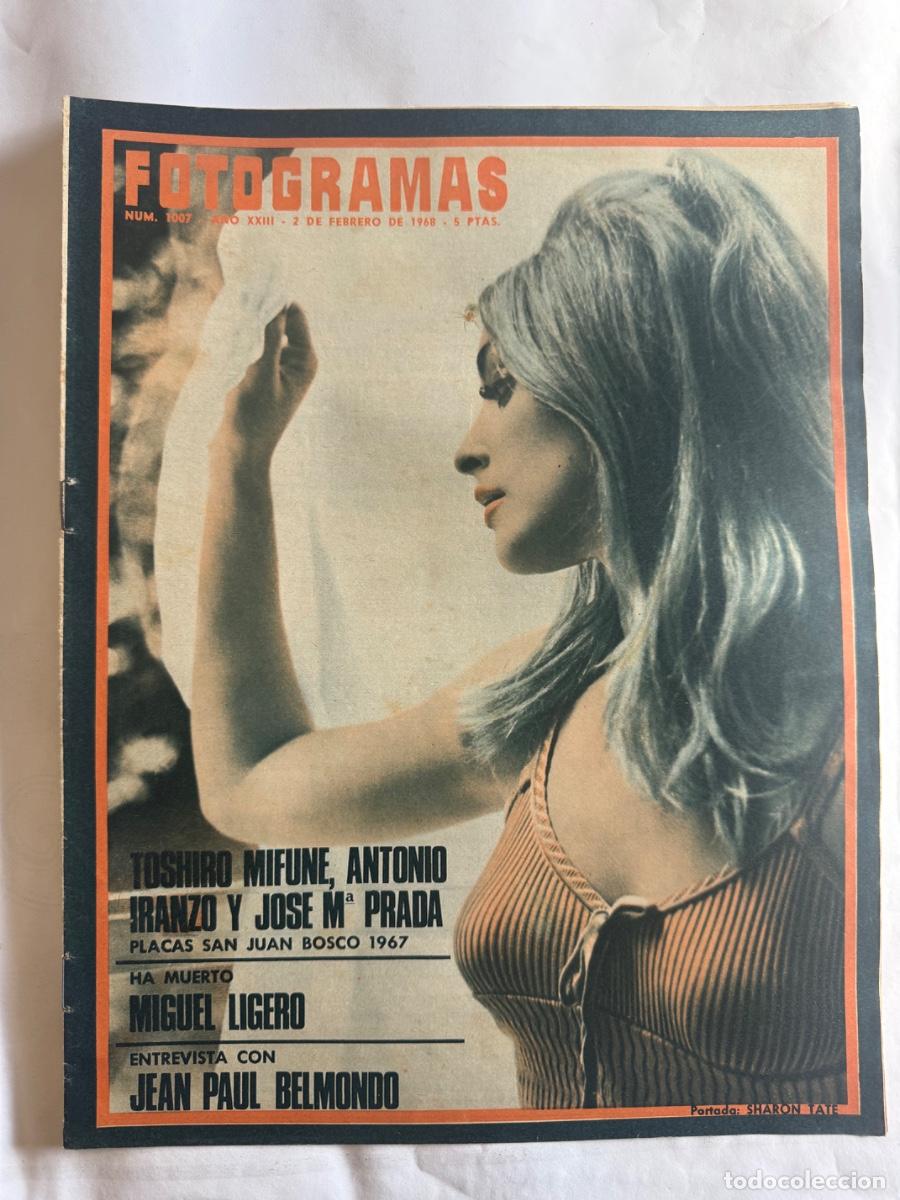 FOTOGRAMAS
NUM. 1007 - AÑO XXIII - 2 DE FEBRERO DE 1968 - 5 PTAS.
TOSHIRO MIFUNE, ANTONIO
IRANZO Y JOSE Mª PRADA
PLACAS SAN JUAN BOSCO 1967
HA MUERTO
MIGUEL LIGERO
ENTREVISTA CON
JEAN PAUL BELMONDO
Portada: SHARON TATE
todocoleccion